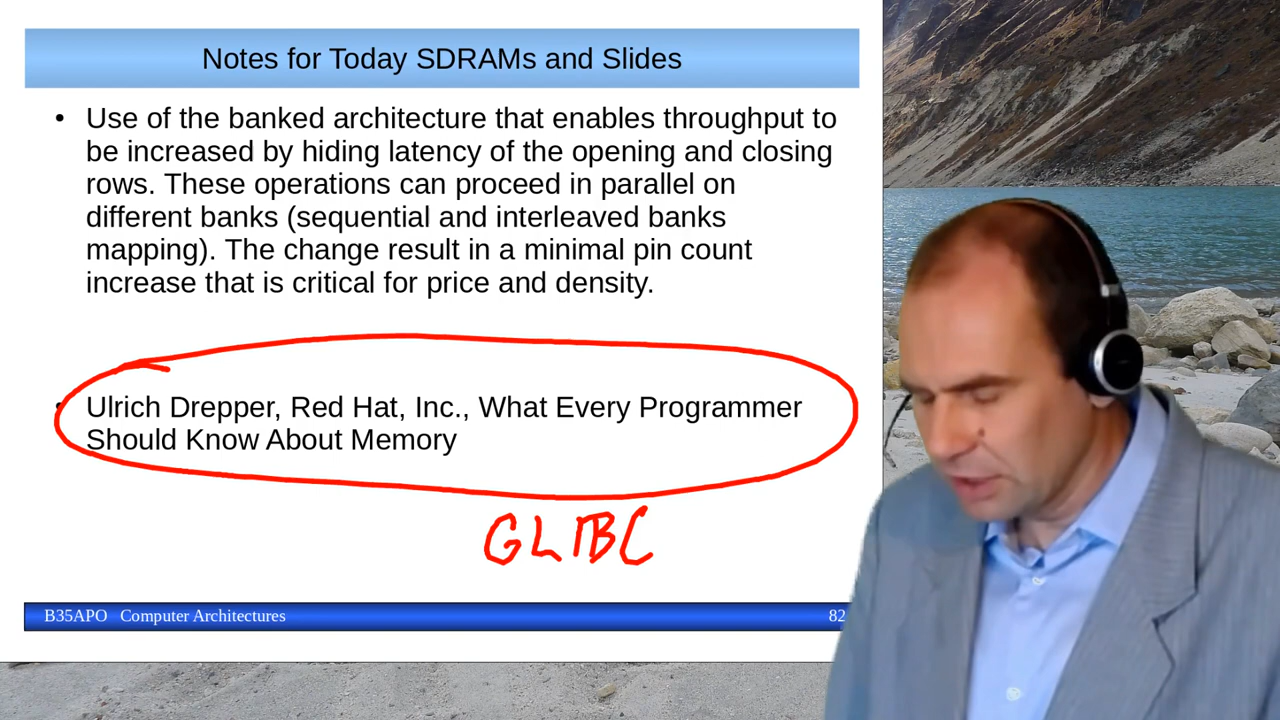 Notes for Today SDRAMs and Slides
• Use of the banked architecture that enables throughput to
be increased by hiding latency of the opening and closing
rows. These operations can proceed in parallel on
different banks (sequential and interleaved banks
mapping). The change result in a minimal pin count
increase that is critical for price and density.
• Ulrich Drepper, Red Hat, Inc., What Every Programmer
Should Know About Memory
GLIBC
B35APO Computer Architectures 82